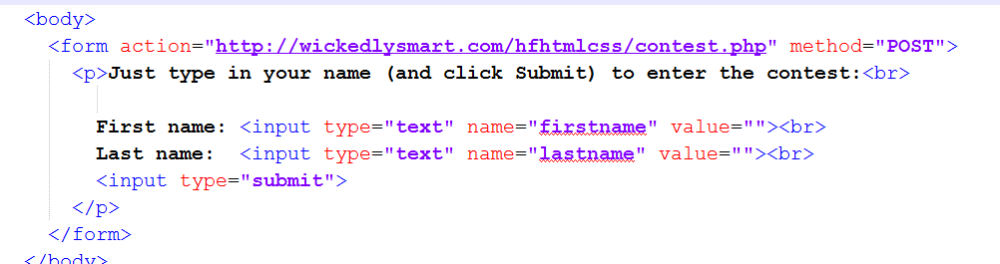 <body>
<form action="http://wickedlysmart.com/hfhtmlcss/contest.php" method="POST">
<p>Just type in your name (and click Submit) to enter the contest:<br>
First name: <input type="text" name="firstname" value=""><br>
Last name:  <input type="text" name="lastname" value=""><br>
<input type="submit">
</p>
</form>
</body>